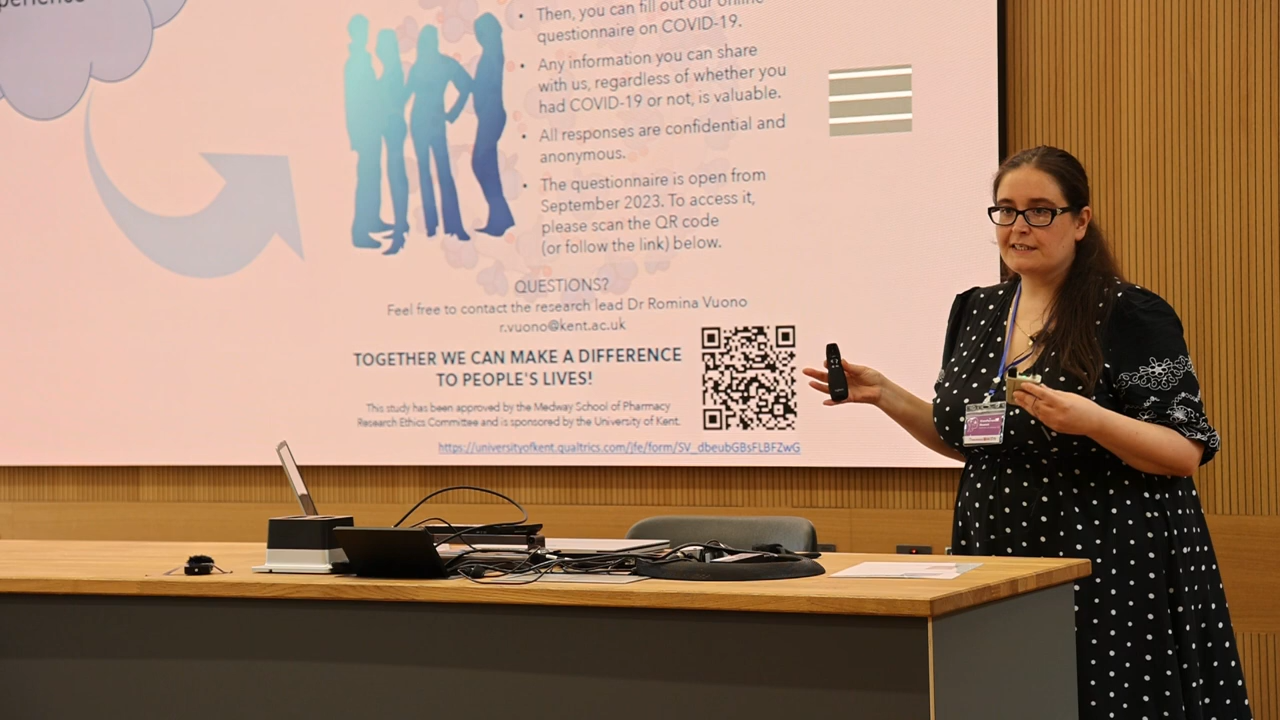 perience
• Then, you can fill out our online
questionnaire on COVID-19.
• Any information you can share
with us, regardless of whether you
had COVID-19 or not, is valuable.
• All responses are confidential and
anonymous.
• The questionnaire is open from
September 2023. To access it,
please scan the QR code
(or follow the link) below.
QUESTIONS?
Feel free to contact the research lead Dr Romina Vuono
r.vuono@kent.ac.uk
TOGETHER WE CAN MAKE A DIFFERENCE
TO PEOPLE'S LIVES!
This study has been approved by the Medway School of Pharmacy
Research Ethics Committee and is sponsored by the University of Kent.
https://universityofkent.qualtrics.com/jfe/form/SV_dbeubGBsFLBFZwG